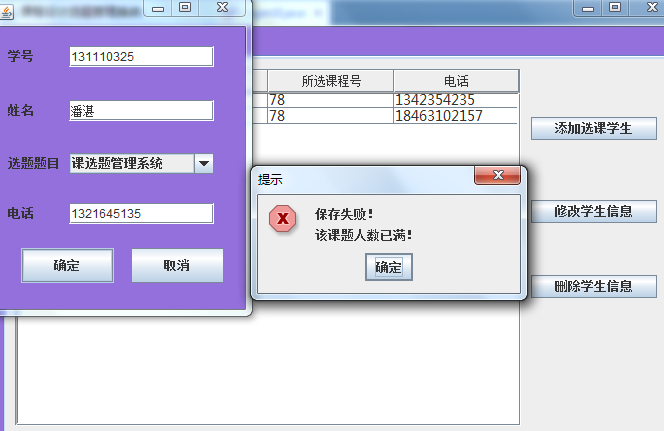 学号
131110325
姓名
潘湛
选题题目
课选题管理系统
电话
1321645135
确定
取消
所选课程号
电话
78
1342354235
78
18463102157
提示
保存失败!
该课题人数已满!
确定
添加选课学生
修改学生信息
删除学生信息